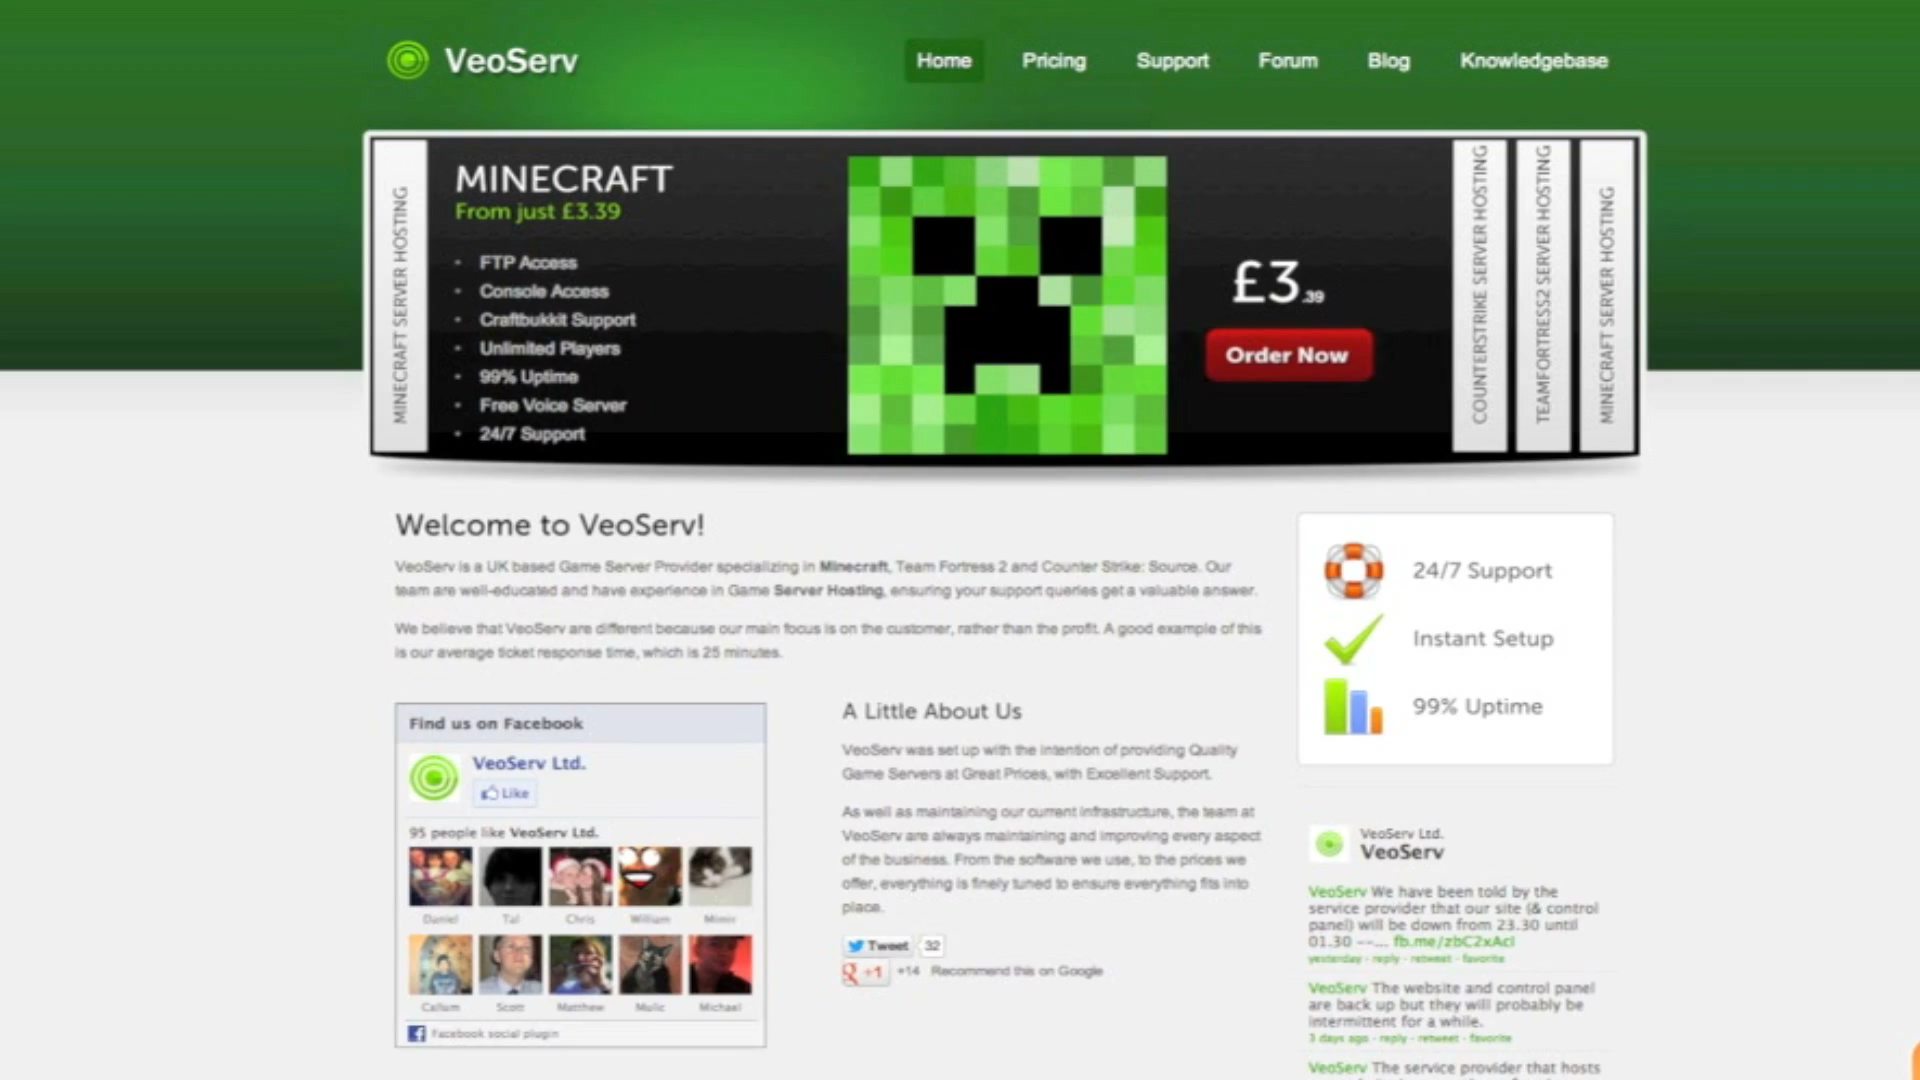 VeoServ
Home
Pricing
Support
Forum
Blog
Knowledgebase
MINECRAFT SERVER HOSTING
MINECRAFT
From just £3.39
• FTP Access
• Console Access
• Craftbukkit Support
• Unlimited Players
• 99% Uptime
• Free Voice Server
• 24/7 Support
£3.39
Order Now
COUNTERSTRIKE SERVER HOSTING
TEAMFORTRESS2 SERVER HOSTING
MINECRAFT SERVER HOSTING
Welcome to VeoServ!
VeoServ is a UK based Game Server Provider specializing in Minecraft, Team Fortress 2 and Counter Strike: Source. Our
team are well-educated and have experience in Game Server Hosting, ensuring your support queries get a valuable answer.
We believe that VeoServ are different because our main focus is on the customer, rather than the profit. A good example of this
is our average ticket response time, which is 25 minutes.
Find us on Facebook
VeoServ Ltd.
Like
95 people like VeoServ Ltd.
Daniel
Tal
Chris
William
Mimiv
Callum
Scott
Matthew
Mulic
Michael
Facebook social plugin
A Little About Us
VeoServ was set up with the intention of providing Quality
Game Servers at Great Prices, with Excellent Support.
As well as maintaining our current infrastructure, the team at
VeoServ are always maintaining and improving every aspect
of the business. From the software we use, to the prices we
offer, everything is finely tuned to ensure everything fits into
place.
Tweet 32
+1 +14 Recommend this on Google
24/7 Support
Instant Setup
99% Uptime
VeoServ Ltd.
VeoServ
VeoServ We have been told by the
service provider that our site (& control
panel) will be down from 23.30 until
01.30 --... fb.me/zbC2xAcI
yesterday · reply · retweet · favorite
VeoServ The website and control panel
are back up but they will probably be
intermittent for a while.
3 days ago · reply · retweet · favorite
VeoServ The service provider that hosts